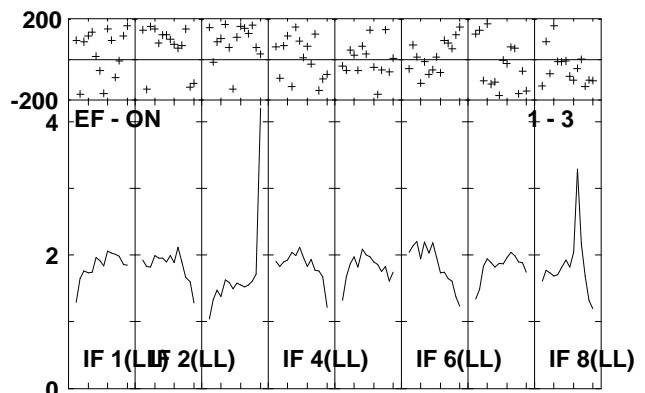 200
-200
EF - ON 1 - 3
4
2
IF 1(LL) IF 2(LL) IF 4(LL) IF 6(LL) IF 8(LL)
0